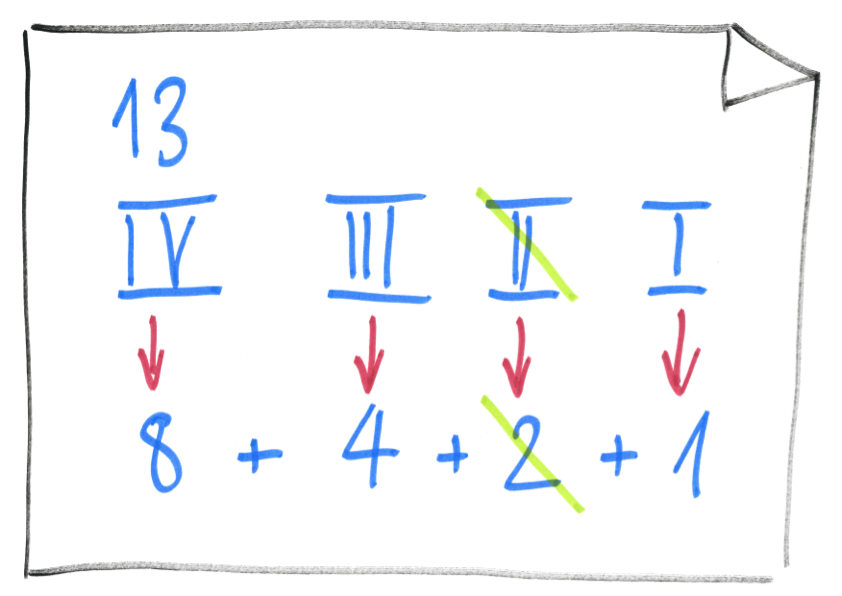 13
IV III II I
8 + 4 + 2 + 1